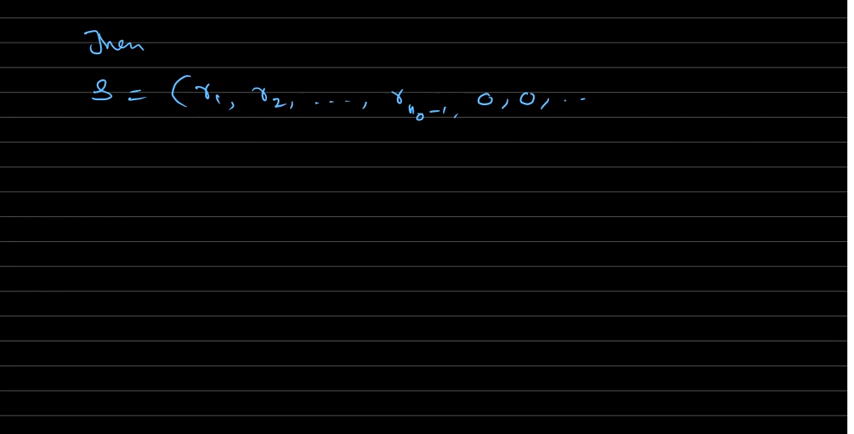 Then
s = (r₁, r₂, ..., r_{n₀-1}, 0, 0, ..